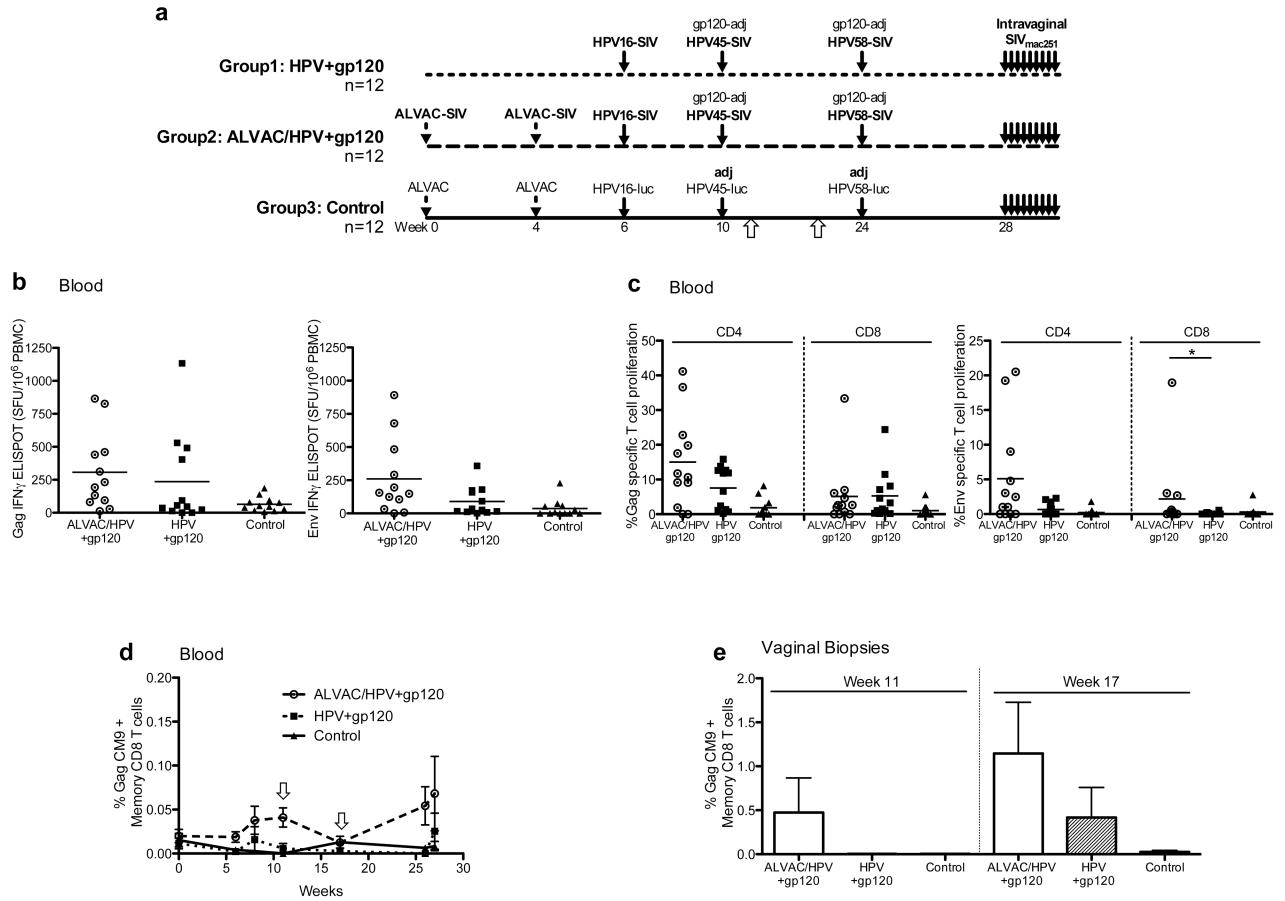 a
gp120-adj
gp120-adj
Intravaginal
HPV16-SIV
HPV45-SIV
HPV58-SIV
SIVmac251
Group1: HPV+gp120
n=12
gp120-adj
gp120-adj
ALVAC-SIV
ALVAC-SIV
HPV16-SIV
HPV45-SIV
HPV58-SIV
Group2: ALVAC/HPV+gp120
n=12
adj
adj
ALVAC
ALVAC
HPV16-luc
HPV45-luc
HPV58-luc
Group3: Control
n=12
Week 0
4
6
10
24
28
b
Blood
Gag IFNγ ELISPOT (SFU/10⁶ PBMC)
1250
1000
750
500
250
0
ALVAC/HPV
+gp120
HPV
+gp120
Control
Env IFNγ ELISPOT (SFU/10⁶ PBMC)
1250
1000
750
500
250
0
ALVAC/HPV
+gp120
HPV
+gp120
Control
c
Blood
%Gag specific T cell proliferation
50
40
30
20
10
0
CD4
CD8
ALVAC/HPV
gp120
HPV
gp120
Control
ALVAC/HPV
gp120
HPV
gp120
Control
%Env specific T cell proliferation
25
20
15
10
5
0
CD4
CD8
*
ALVAC/HPV
gp120
HPV
gp120
Control
ALVAC/HPV
gp120
HPV
gp120
Control
d
Blood
% Gag CM9 +
Memory CD8 T cells
0.20
0.15
0.10
0.05
0.00
ALVAC/HPV+gp120
HPV+gp120
Control
0
5
10
15
20
25
30
Weeks
e
Vaginal Biopsies
% Gag CM9 +
Memory CD8 T cells
2.0
1.5
1.0
0.5
0.0
Week 11
Week 17
ALVAC/HPV
+gp120
HPV
+gp120
Control
ALVAC/HPV
+gp120
HPV
+gp120
Control